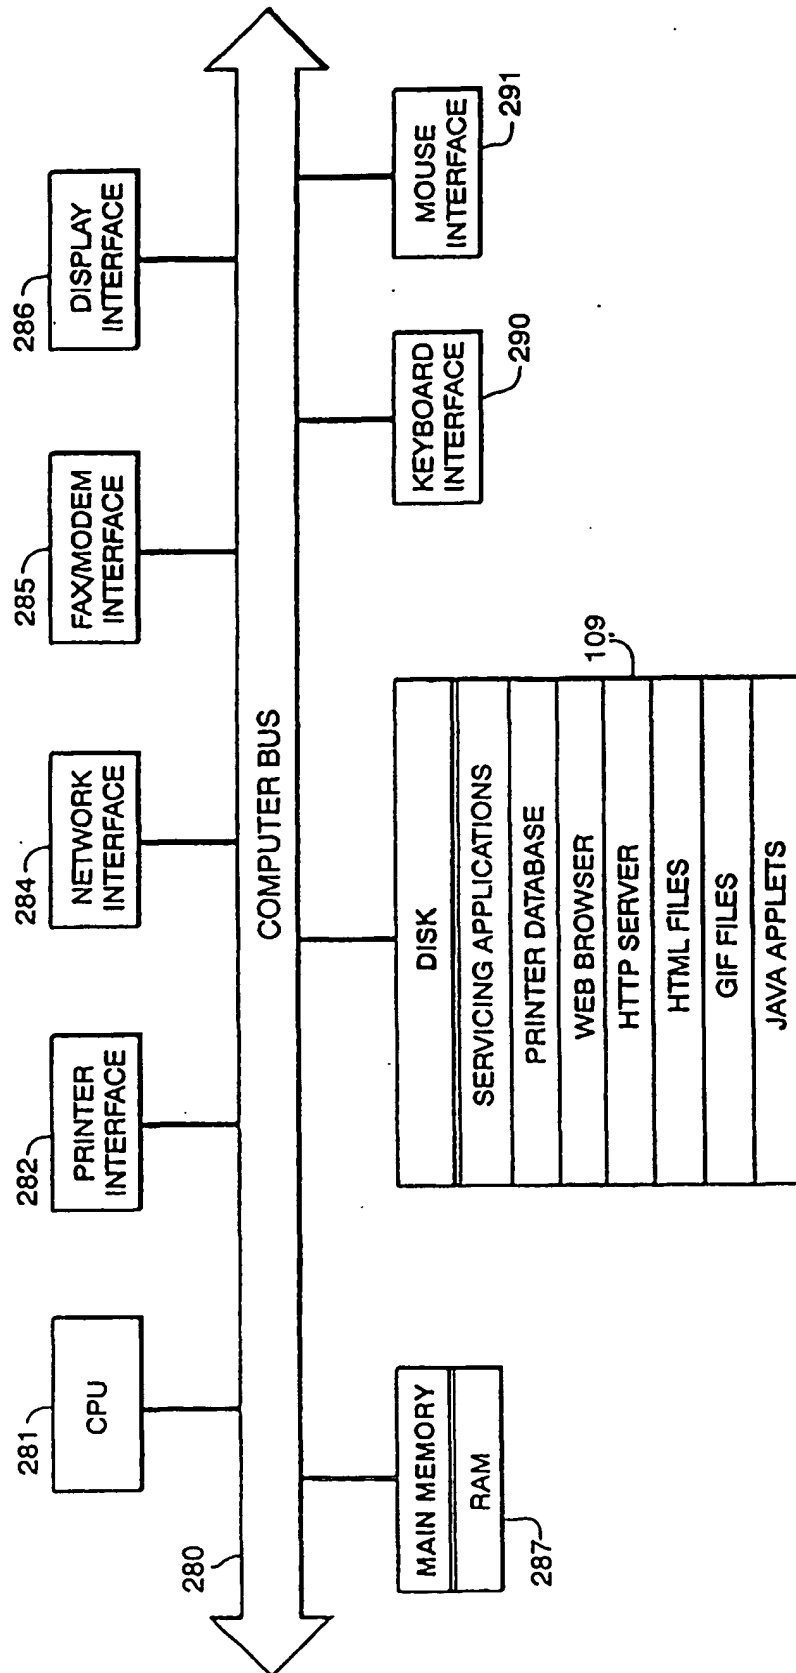 281
CPU
282
PRINTER
INTERFACE
284
NETWORK
INTERFACE
285
FAX/MODEM
INTERFACE
286
DISPLAY
INTERFACE
280
COMPUTER BUS
MAIN MEMORY
RAM
287
DISK
SERVICING APPLICATIONS
PRINTER DATABASE
WEB BROWSER
HTTP SERVER
HTML FILES
GIF FILES
JAVA APPLETS
109
KEYBOARD
INTERFACE
290
MOUSE
INTERFACE
291